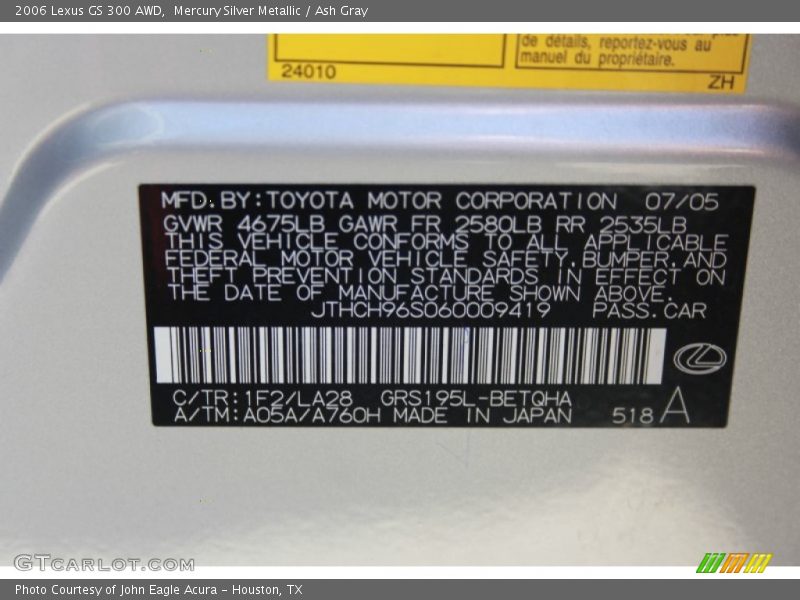 2006 Lexus GS 300 AWD,  Mercury Silver Metallic / Ash Gray
de détails, reportez-vous au
manuel du propriétaire.
24010
ZH
MFD. BY: TOYOTA MOTOR CORPORATION 07/05
GVWR 4675LB GAWR FR 2580LB RR 2535LB
THIS VEHICLE CONFORMS TO ALL APPLICABLE
FEDERAL MOTOR VEHICLE SAFETY, BUMPER, AND
THEFT PREVENTION STANDARDS IN EFFECT ON
THE DATE OF MANUFACTURE SHOWN ABOVE.
JTHCH96S060009419 PASS. CAR
C/TR: 1F2/LA28 GRS195L-BETQHA
A/TM: A05A/A760H MADE IN JAPAN 518 A
GTCARLOT.COM
Photo Courtesy of John Eagle Acura - Houston, TX